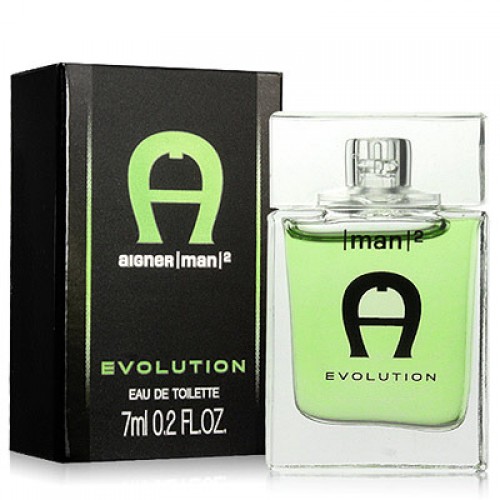 AIGNER|man|²
EVOLUTION
EAU DE TOILETTE
7ml 0.2 FL.OZ.
|man|²
EVOLUTION